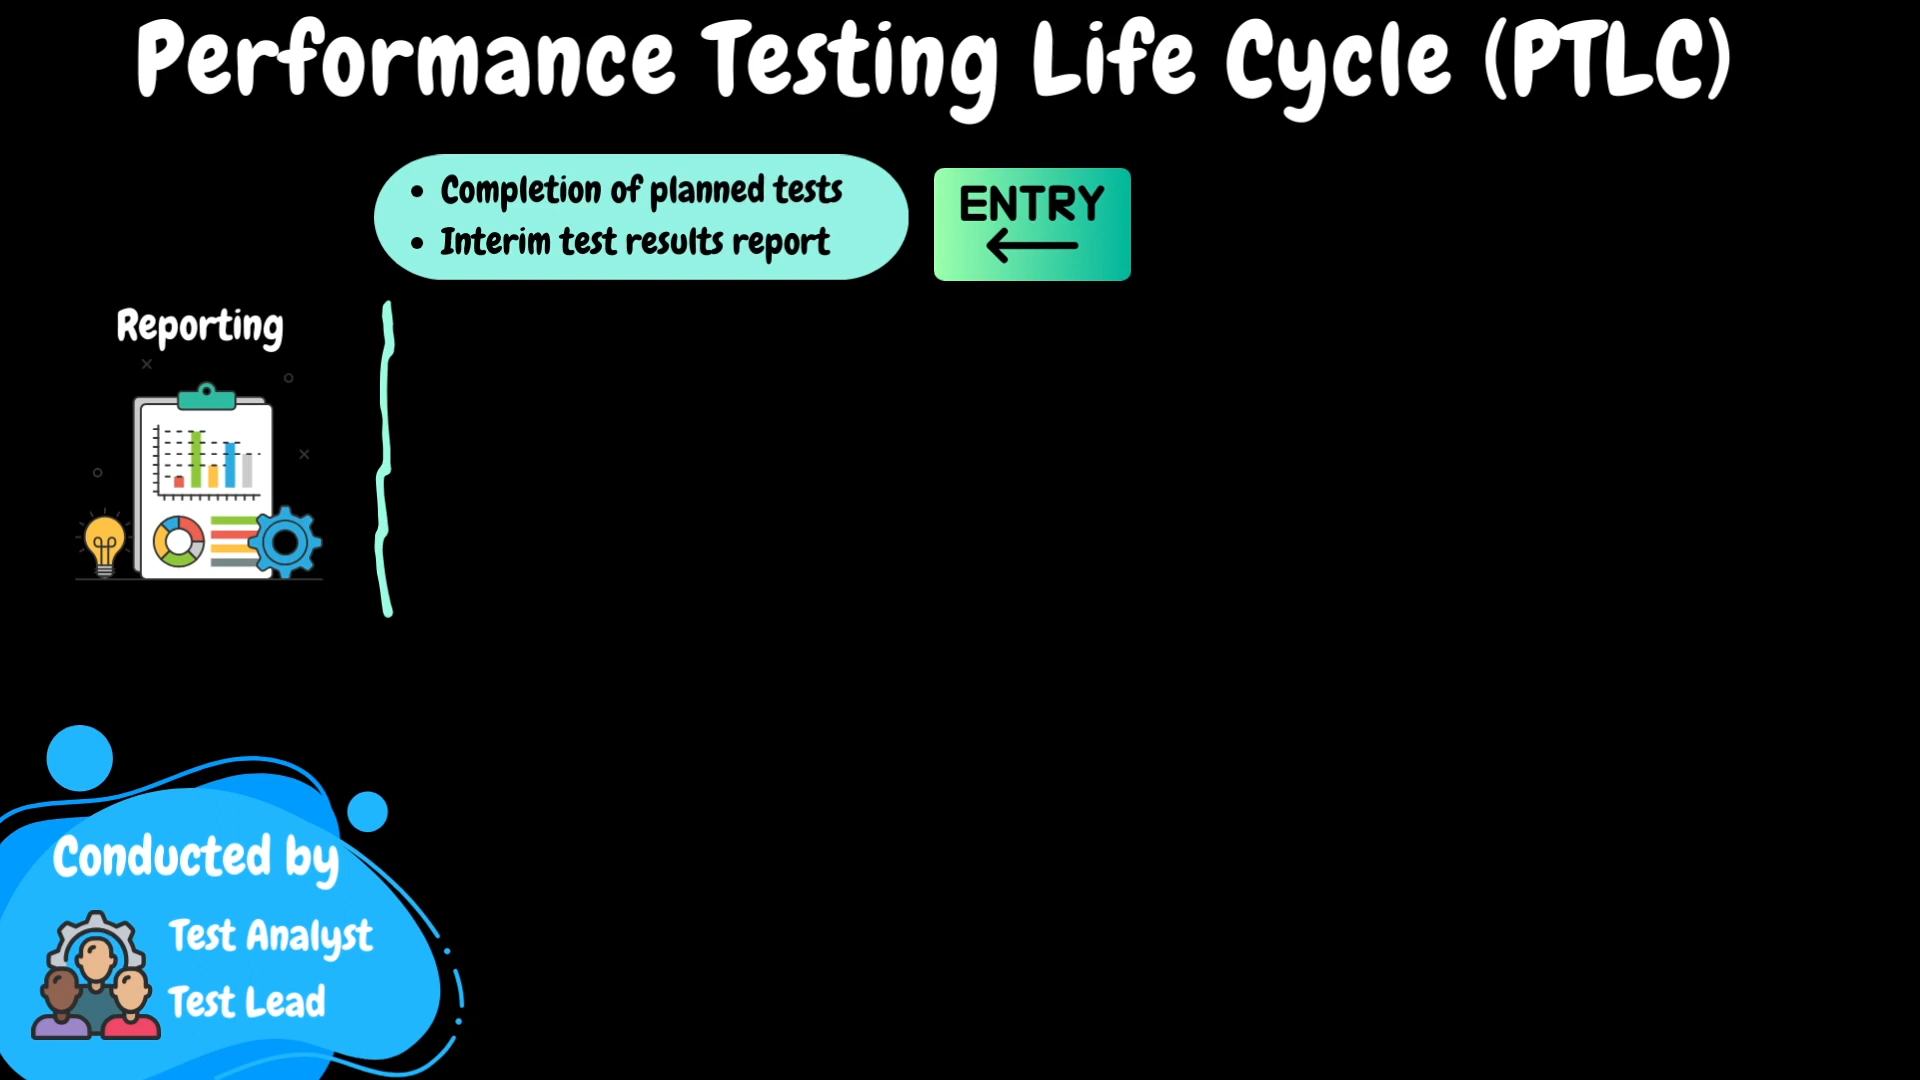 Performance Testing Life Cycle (PTLC)
• Completion of planned tests
• Interim test results report
ENTRY
Reporting
Conducted by
Test Analyst
Test Lead